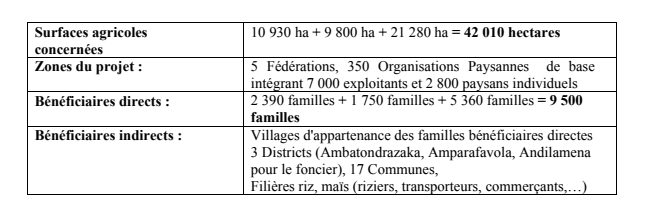 Surfaces agricoles concernées
10 930 ha + 9 800 ha + 21 280 ha = 42 010 hectares
Zones du projet :
5 Fédérations, 350 Organisations Paysannes de base
intégrant 7 000 exploitants et 2 800 paysans individuels
Bénéficiaires directs :
2 390 familles + 1 750 familles + 5 360 familles = 9 500
familles
Bénéficiaires indirects :
Villages d'appartenance des familles bénéficiaires directes
3 Districts (Ambatondrazaka, Amparafavola, Andilamena
pour le foncier), 17 Communes,
Filières riz, maïs (riziers, transporteurs, commerçants,…)